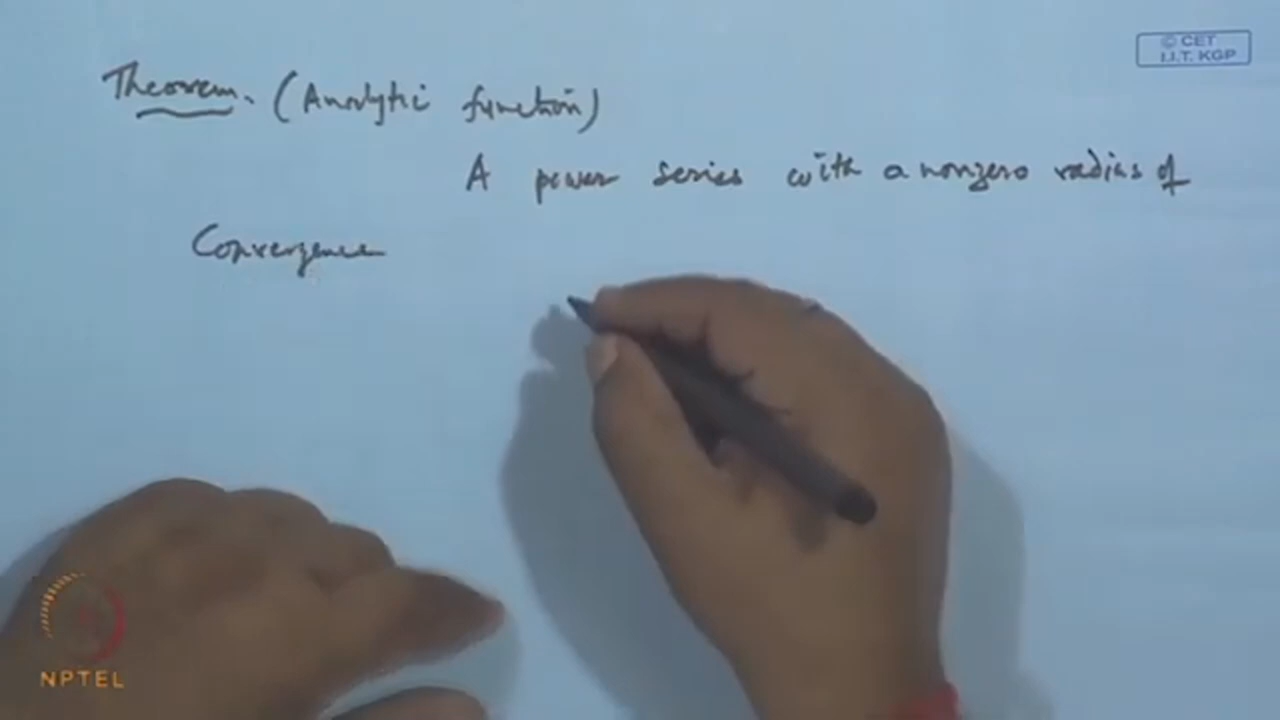 © CET
I.I.T. KGP
Theorem. (Analytic function)
A power series with a nonzero radius of
Convergence
NPTEL